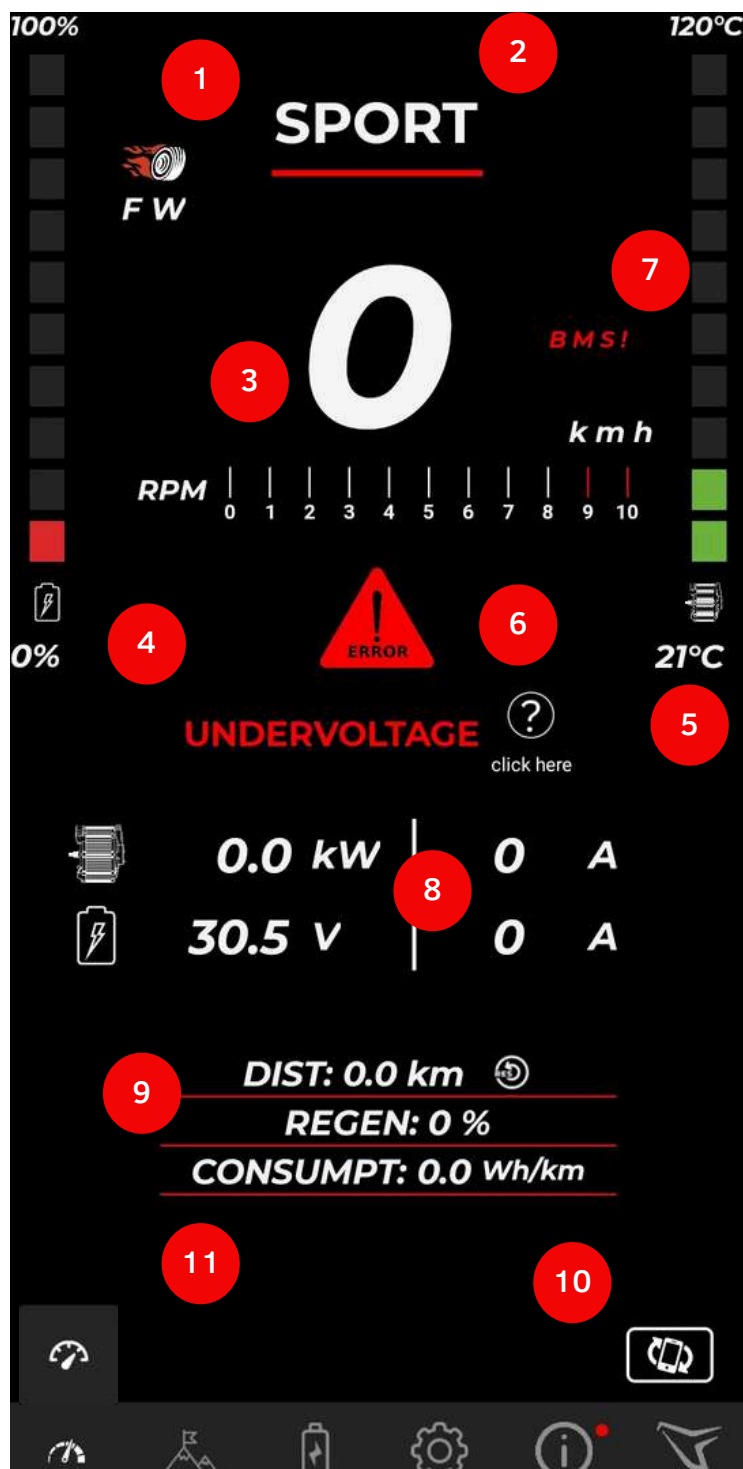 100%
120°C
1
2
SPORT
F W
7
0
BMS!
3
kmh
RPM
0 1 2 3 4 5 6 7 8 9 10
6
4
ERROR
0%
21°C
5
?
UNDERVOLTAGE
click here
0.0 kW 0 A
8
30.5 V 0 A
9
DIST: 0.0 km RES
REGEN: 0 %
CONSUMPT: 0.0 Wh/km
11
10